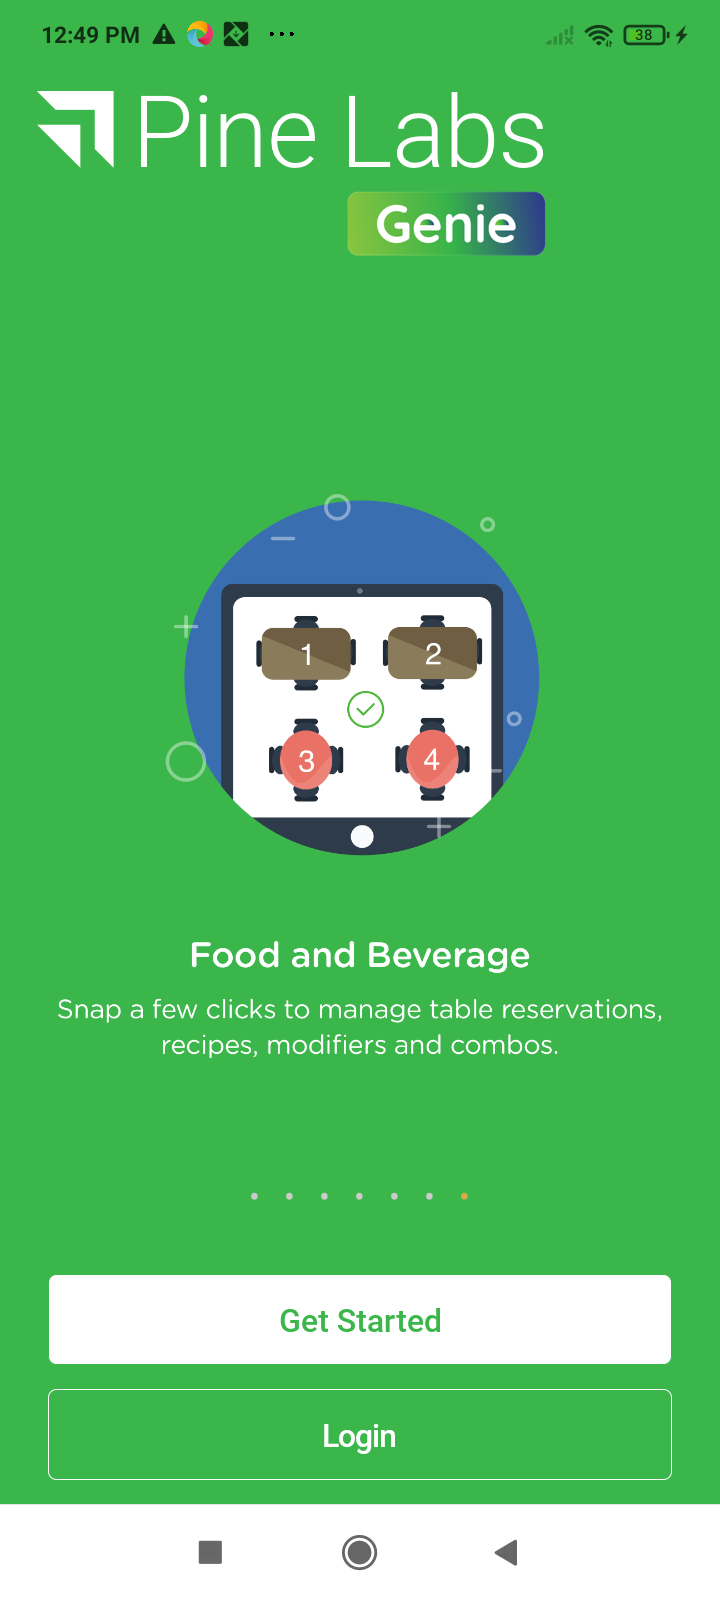 12:49 PM
38
Pine Labs
Genie
1
2
3
4
Food and Beverage
Snap a few clicks to manage table reservations,
recipes, modifiers and combos.
Get Started
Login